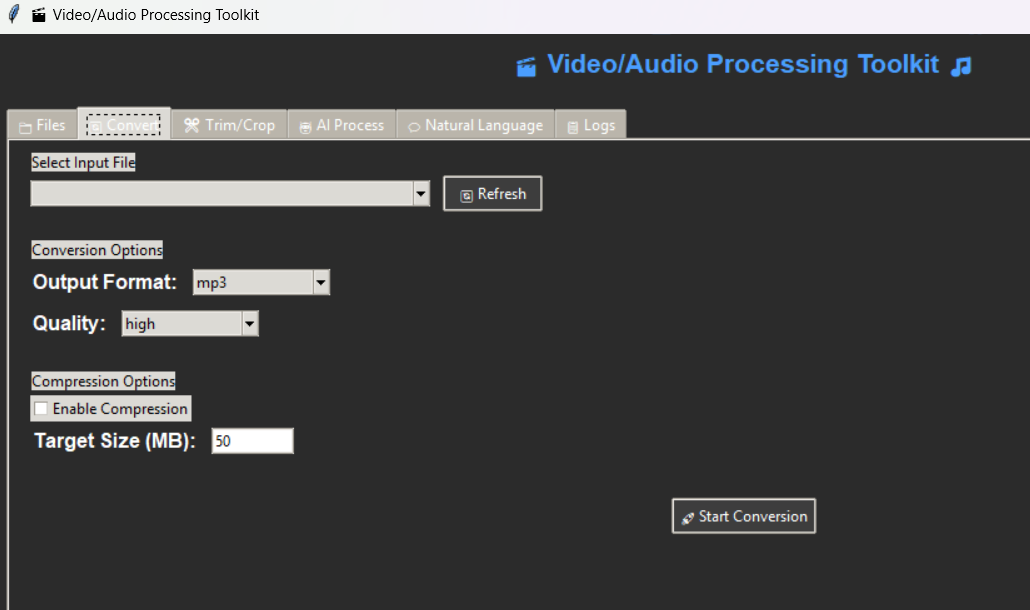 Video/Audio Processing Toolkit
Video/Audio Processing Toolkit
Files Convert Trim/Crop AI Process Natural Language Logs
Select Input File
Refresh
Conversion Options
Output Format: mp3
Quality: high
Compression Options
Enable Compression
Target Size (MB): 50
Start Conversion